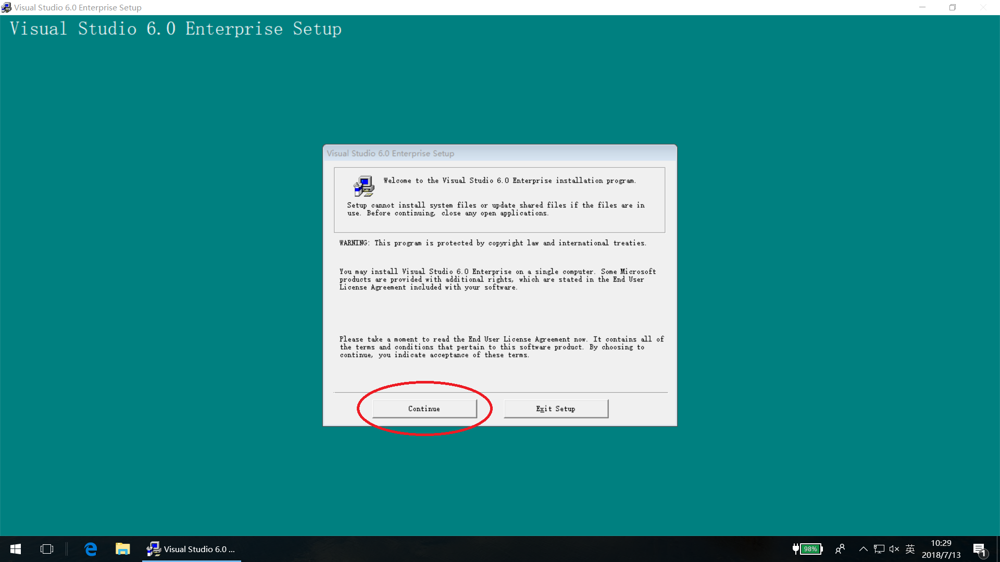 Visual Studio 6.0 Enterprise Setup
Visual Studio 6.0 Enterprise Setup
Visual Studio 6.0 Enterprise Setup
Welcome to the Visual Studio 6.0 Enterprise installation program.
Setup cannot install system files or update shared files if the files are in
use. Before continuing, close any open applications.
WARNING: This program is protected by copyright law and international treaties.
You may install Visual Studio 6.0 Enterprise on a single computer. Some Microsoft
products are provided with additional rights, which are stated in the End User
License Agreement included with your software.
Please take a moment to read the End User License Agreement now. It contains all of
the terms and conditions that pertain to this software product. By choosing to
continue, you indicate acceptance of these terms.
Continue
Exit Setup
Visual Studio 6.0 ...
98%
英
10:29
2018/7/13
1